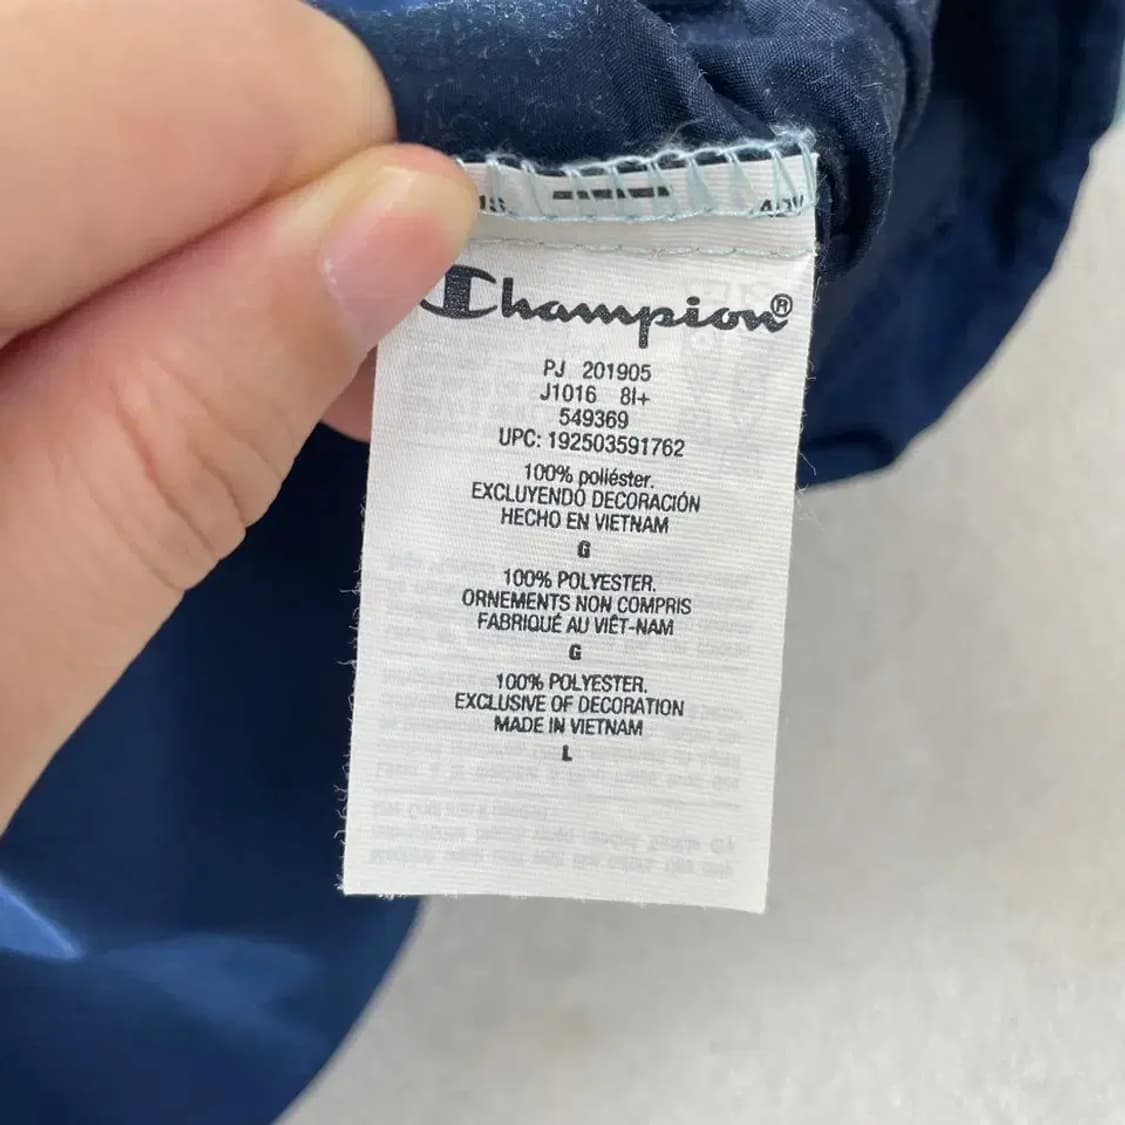 Champion®
PJ 201905
J1016 8I+
549369
UPC: 192503591762
100% poliéster.
EXCLUYENDO DECORACIÓN
HECHO EN VIETNAM
G
100% POLYESTER.
ORNEMENTS NON COMPRIS
FABRIQUÉ AU VIÊT-NAM
G
100% POLYESTER.
EXCLUSIVE OF DECORATION
MADE IN VIETNAM
L